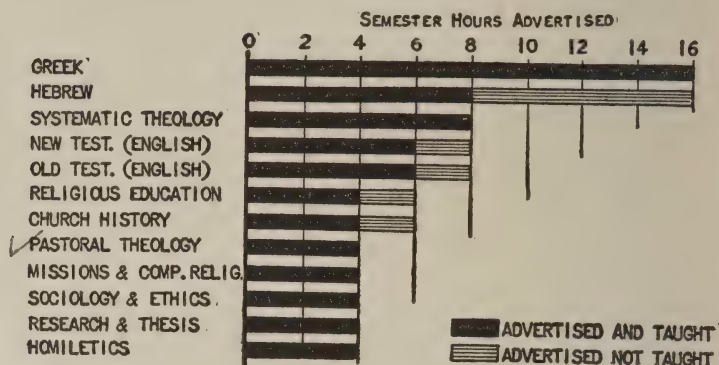 SEMESTER HOURS ADVERTISED
0 2 4 6 8 10 12 14 16
GREEK
HEBREW
SYSTEMATIC THEOLOGY
NEW TEST. (ENGLISH)
OLD TEST. (ENGLISH)
RELIGIOUS EDUCATION
CHURCH HISTORY
PASTORAL THEOLOGY
MISSIONS & COMP. RELIG.
SOCIOLOGY & ETHICS
RESEARCH & THESIS
HOMILETICS
ADVERTISED AND TAUGHT
ADVERTISED NOT TAUGHT